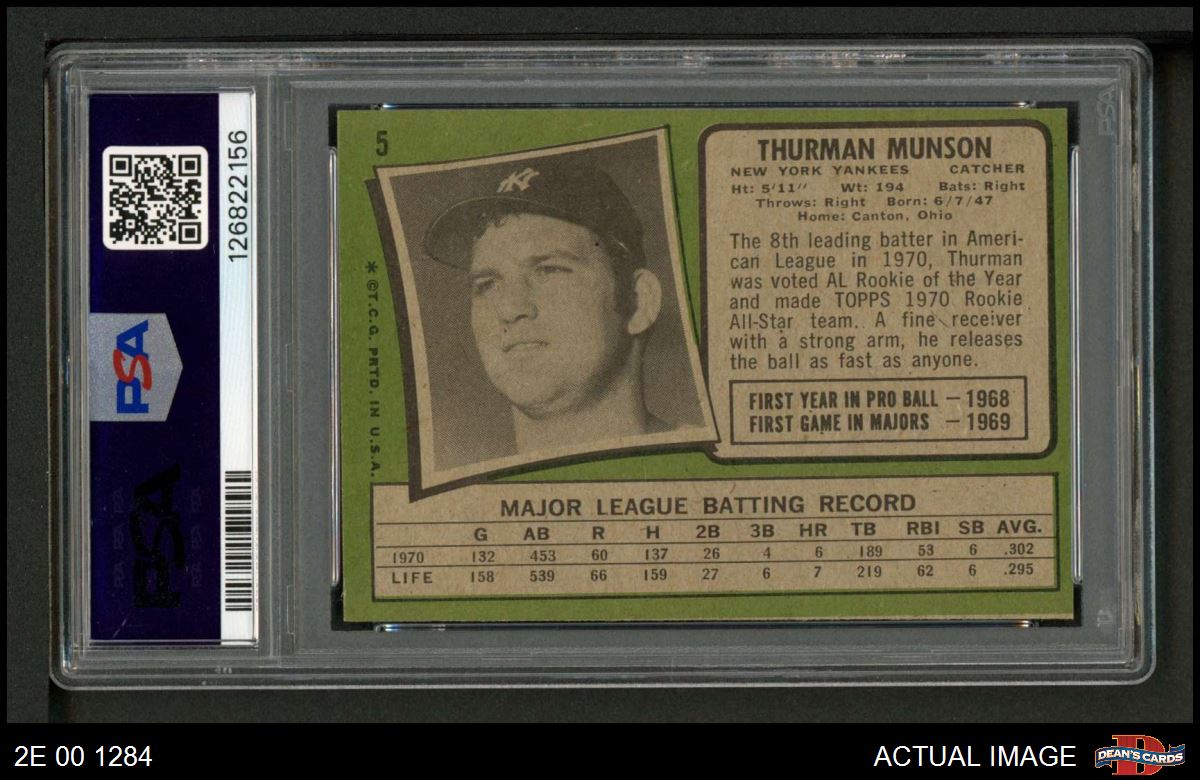 126822156
PSA
PSA
5
THURMAN MUNSON
NEW YORK YANKEES CATCHER
Ht: 5'11" Wt: 194 Bats: Right
Throws: Right Born: 6/7/47
Home: Canton, Ohio
The 8th leading batter in Ameri-
can League in 1970, Thurman
was voted AL Rookie of the Year
and made TOPPS 1970 Rookie
All-Star team. A fine receiver
with a strong arm, he releases
the ball as fast as anyone.
FIRST YEAR IN PRO BALL — 1968
FIRST GAME IN MAJORS — 1969
NY
* ©T.C.G. PRTD. IN U.S.A.
MAJOR LEAGUE BATTING RECORD
G AB R H 2B 3B HR TB RBI SB AVG.
1970 132 453 60 137 26 4 6 189 53 6 .302
LIFE 158 539 66 159 27 6 7 219 62 6 .295
PSA
2E 00 1284
ACTUAL IMAGE
DEAN'S CARDS